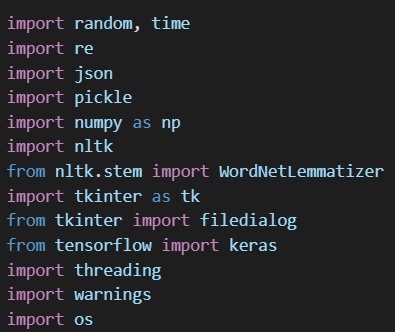 import random, time
import re
import json
import pickle
import numpy as np
import nltk
from nltk.stem import WordNetLemmatizer
import tkinter as tk
from tkinter import filedialog
from tensorflow import keras
import threading
import warnings
import os